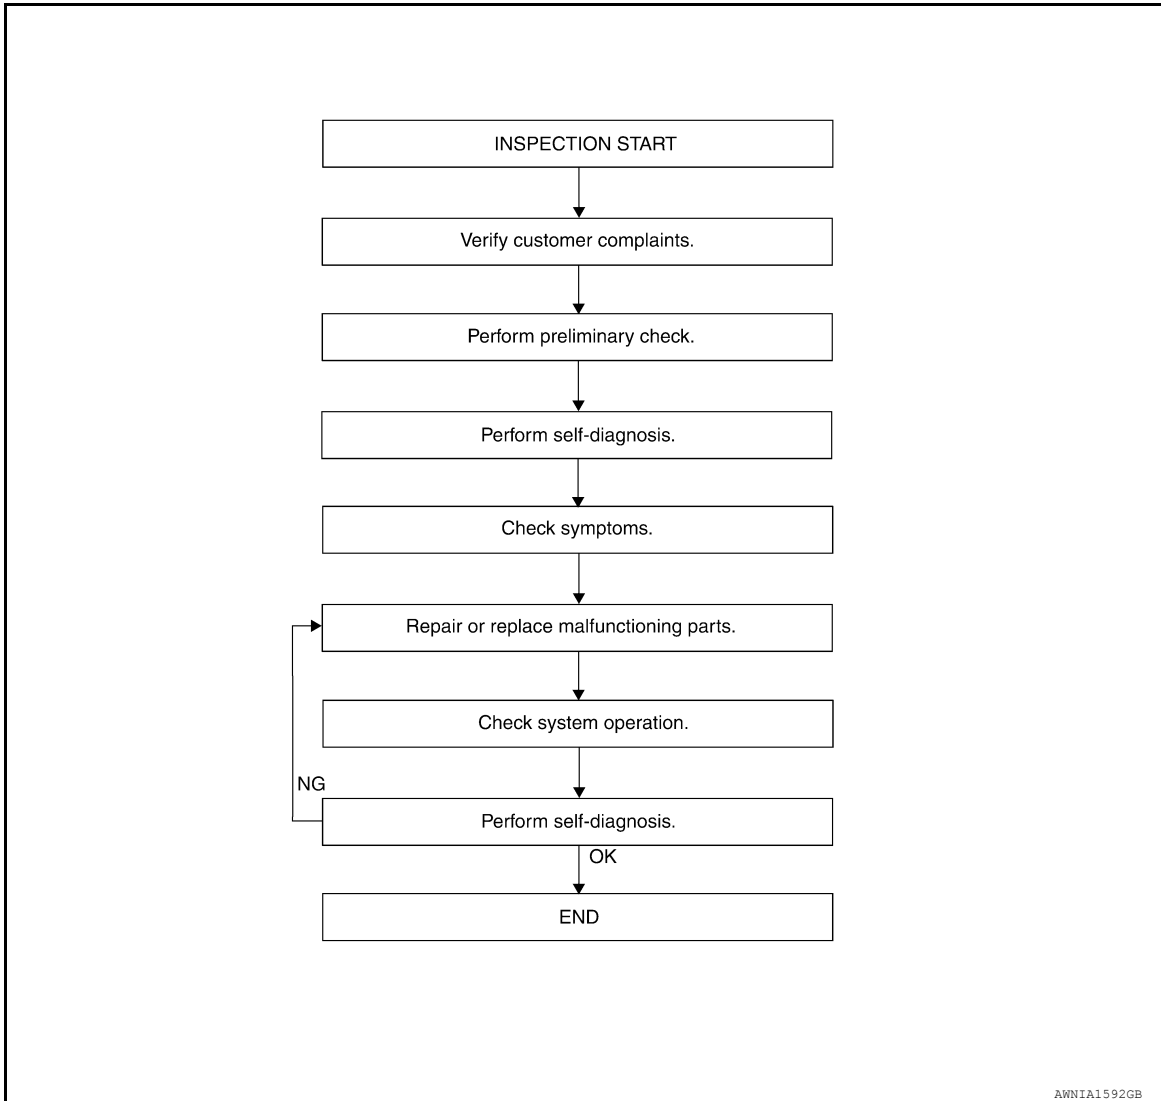 INSPECTION START
Verify customer complaints.
Perform preliminary check.
Perform self-diagnosis.
Check symptoms.
Repair or replace malfunctioning parts.
Check system operation.
NG
Perform self-diagnosis.
OK
END
AWNIA1592GB